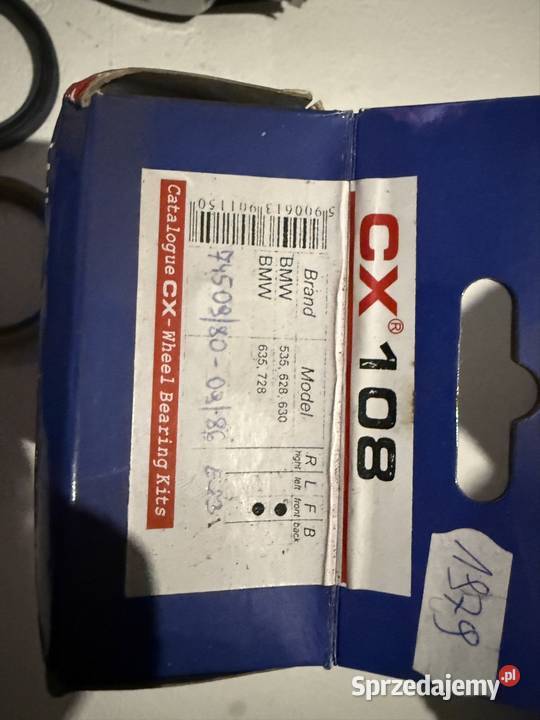 CX® 108
Brand Model R L F B
right left front back
BMW 535, 628, 630 ●
BMW 635, 728 ●
5 900613 901150
Catalogue CX - Wheel Bearing Kits
1979
Sprzedajemy.pl